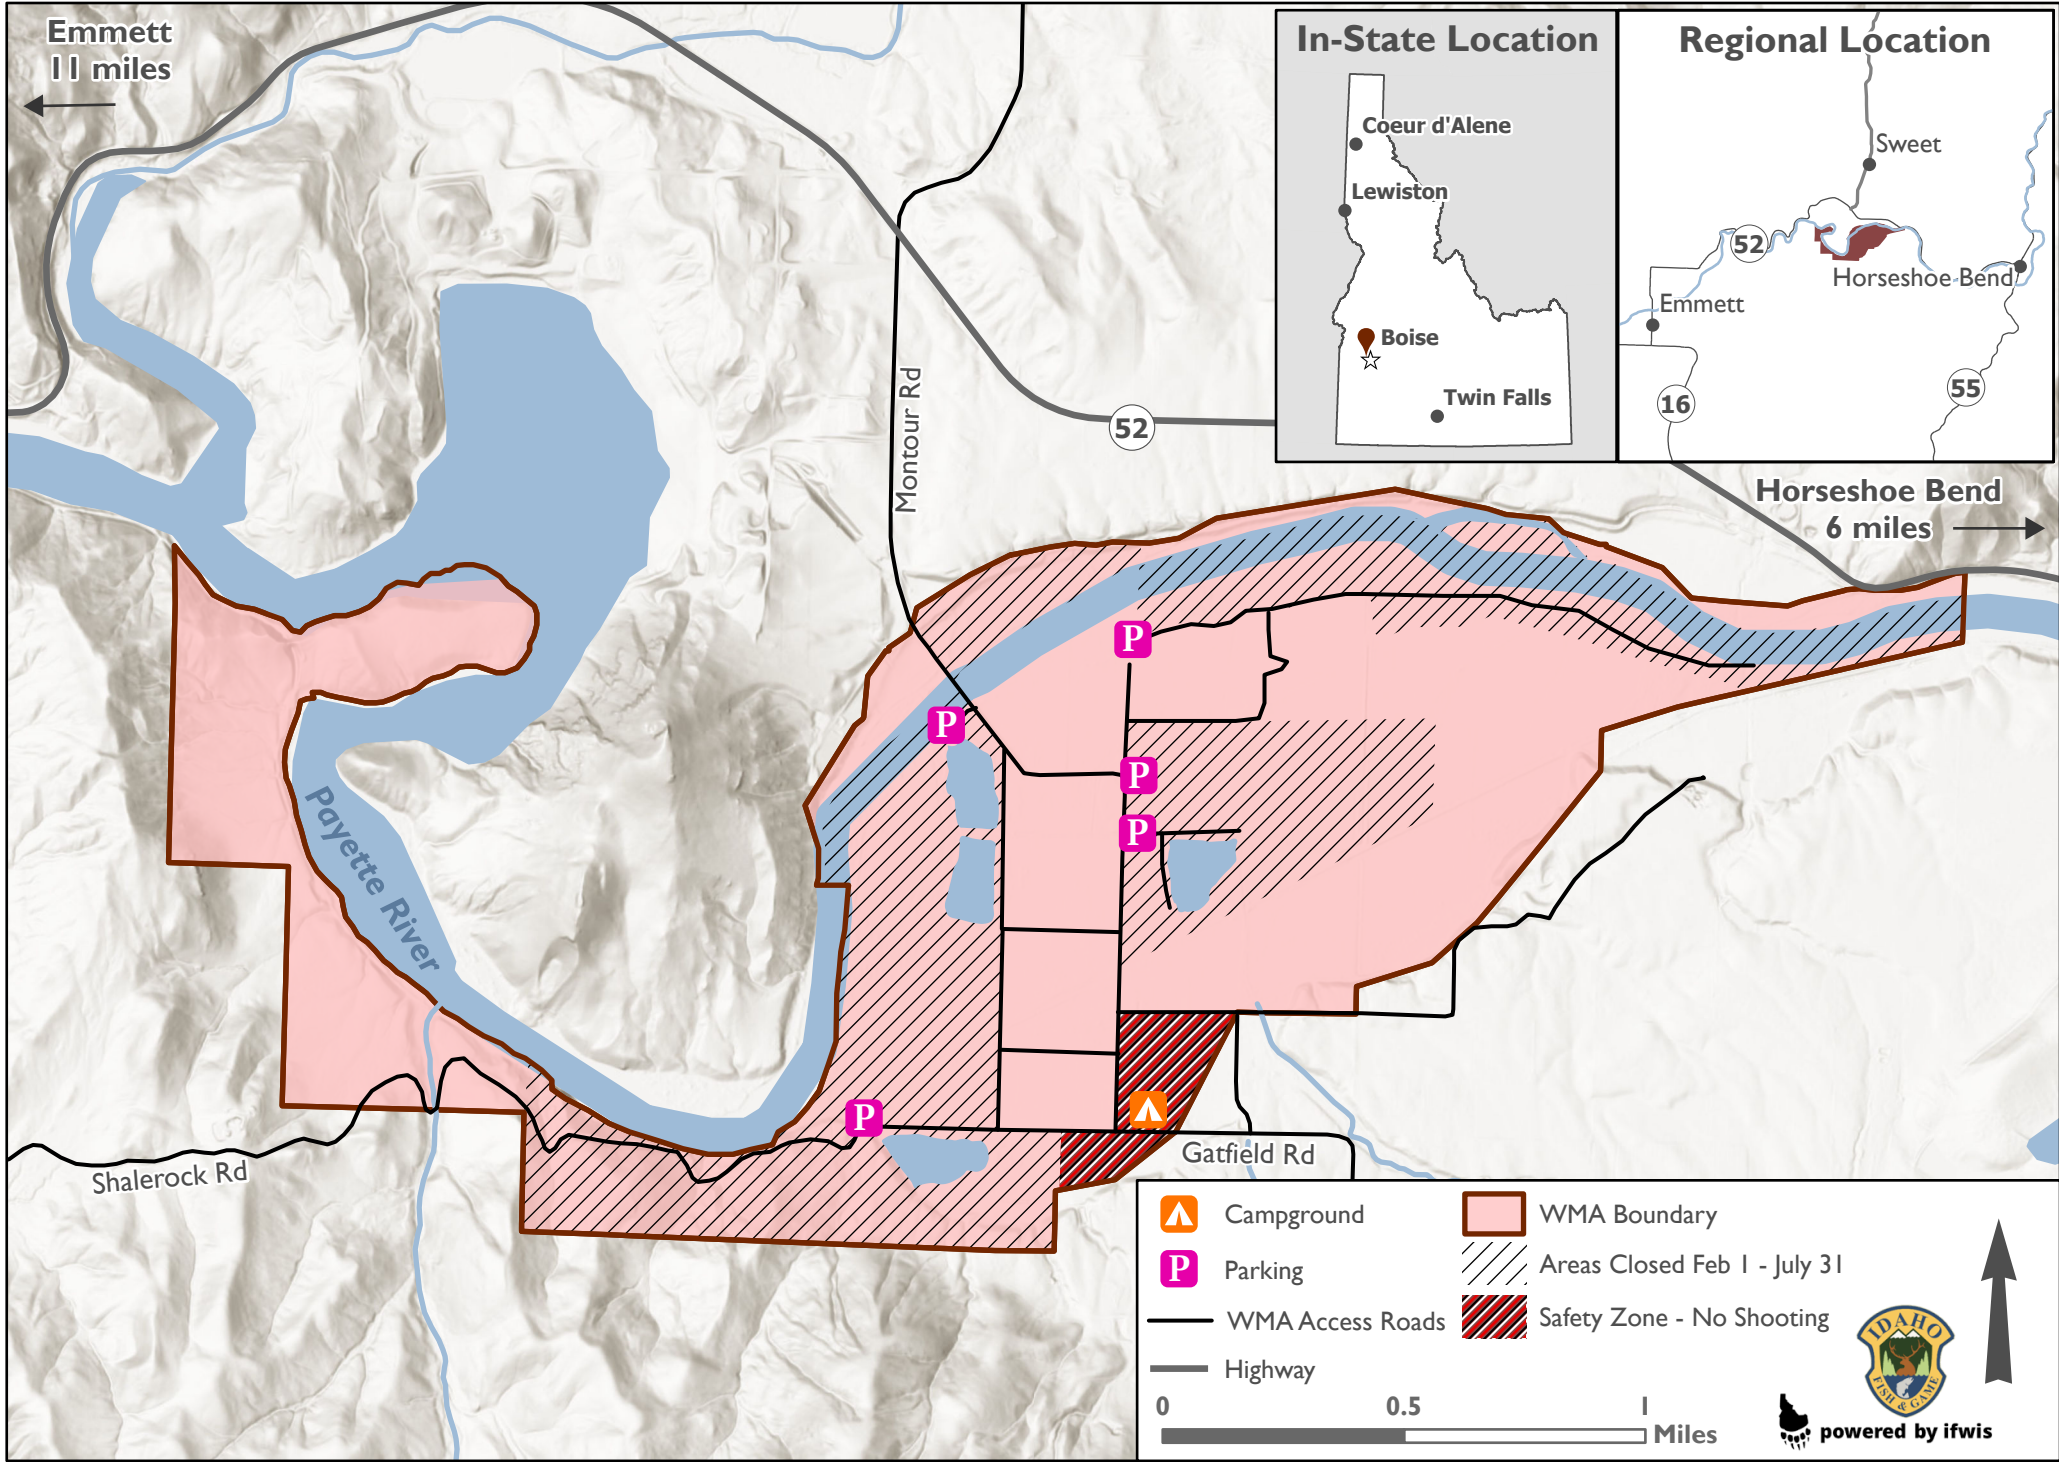 Emmett
11 miles
In-State Location
Coeur d'Alene
Lewiston
Boise
Twin Falls
Regional Location
Sweet
52
Horseshoe Bend
Emmett
16
55
Montour Rd
52
Horseshoe Bend
6 miles
P
P
P
P
P
Payette River
Shalerock Rd
Gatfield Rd
Campground
P Parking
WMA Access Roads
Highway
WMA Boundary
Areas Closed Feb 1 - July 31
Safety Zone - No Shooting
0 0.5 1
Miles
IDAHO
FISH & GAME
powered by ifwis